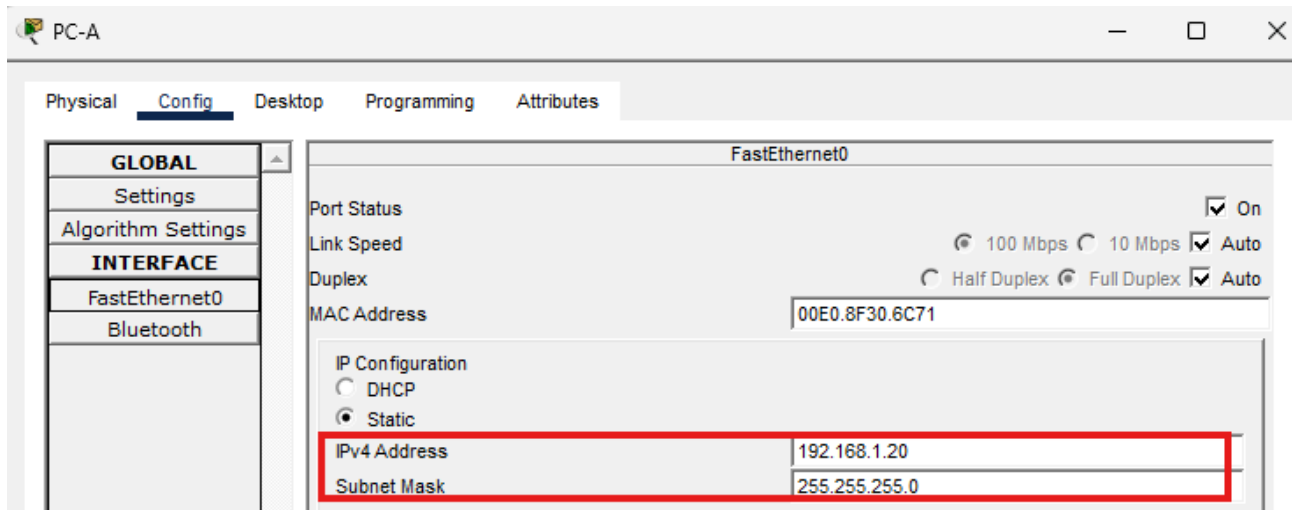 PC-A
Physical Config Desktop Programming Attributes
GLOBAL
Settings
Algorithm Settings
INTERFACE
FastEthernet0
Bluetooth
FastEthernet0
Port Status On
Link Speed 100 Mbps 10 Mbps Auto
Duplex Half Duplex Full Duplex Auto
MAC Address 00E0.8F30.6C71
IP Configuration
DHCP
Static
IPv4 Address 192.168.1.20
Subnet Mask 255.255.255.0